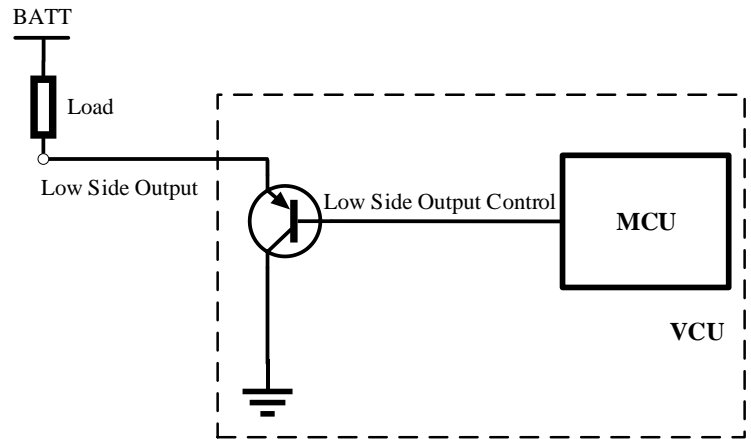 BATT
Load
Low Side Output
Low Side Output Control
MCU
VCU